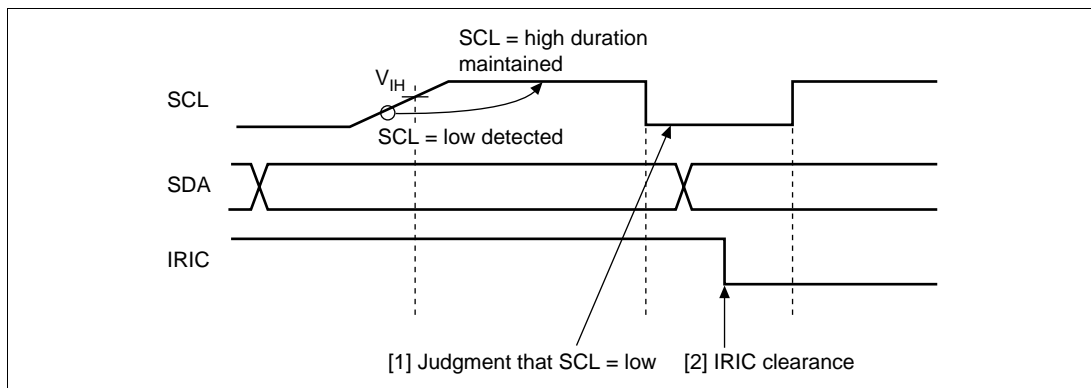 SCL = high duration
maintained
VIH
SCL
SCL = low detected
SDA
IRIC
[1] Judgment that SCL = low
[2] IRIC clearance